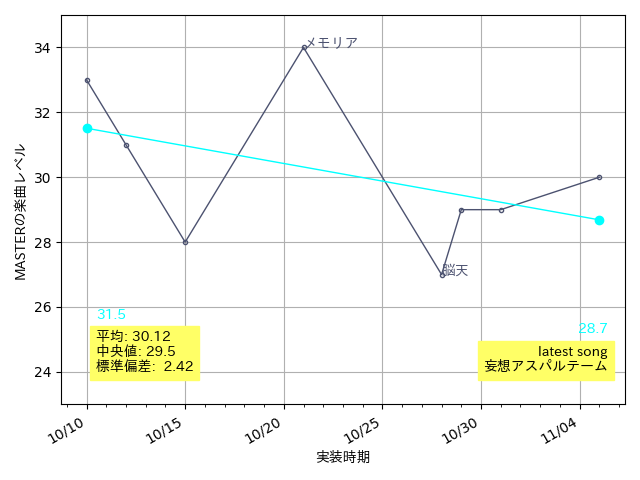 MASTERの楽曲レベル
34
32
30
28
26
24
メモリア
脳天
31.5
平均: 30.12
中央値: 29.5
標準偏差: 2.42
28.7
latest song
妄想アスパルテーム
10/10
10/15
10/20
10/25
10/30
11/04
実装時期